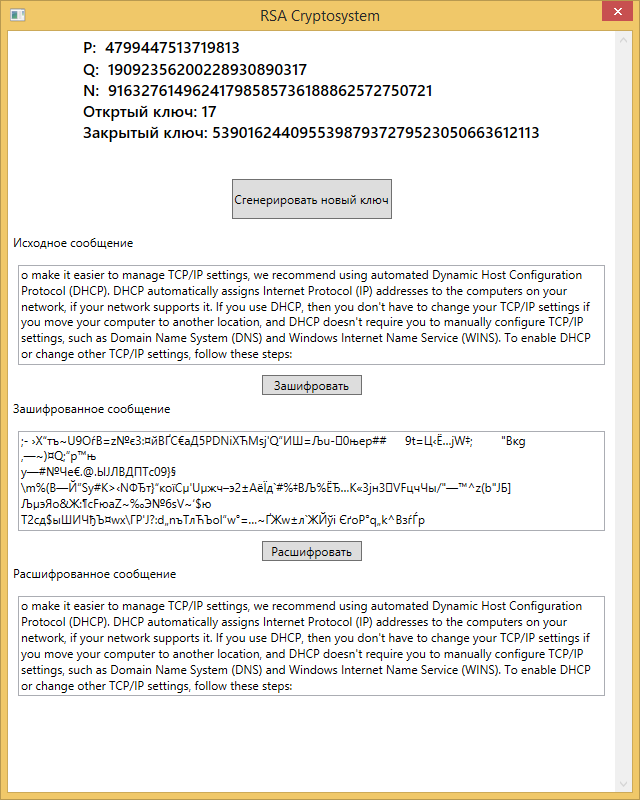 RSA Cryptosystem
P: 4799447513719813
Q: 19092356200228930890317
N: 91632761496241798585736188862572750721
Откртый ключ: 17
Закрытый ключ: 53901624409553987937279523050663612113
Сгенерировать новый ключ
Исходное сообщение
o make it easier to manage TCP/IP settings, we recommend using automated Dynamic Host Configuration
Protocol (DHCP). DHCP automatically assigns Internet Protocol (IP) addresses to the computers on your
network, if your network supports it. If you use DHCP, then you don't have to change your TCP/IP settings if
you move your computer to another location, and DHCP doesn't require you to manually configure TCP/IP
settings, such as Domain Name System (DNS) and Windows Internet Name Service (WINS). To enable DHCP
or change other TCP/IP settings, follow these steps:
Зашифровать
Зашифрованное сообщение
Расшифровать
Расшифрованное сообщение
o make it easier to manage TCP/IP settings, we recommend using automated Dynamic Host Configuration
Protocol (DHCP). DHCP automatically assigns Internet Protocol (IP) addresses to the computers on your
network, if your network supports it. If you use DHCP, then you don't have to change your TCP/IP settings if
you move your computer to another location, and DHCP doesn't require you to manually configure TCP/IP
settings, such as Domain Name System (DNS) and Windows Internet Name Service (WINS). To enable DHCP
or change other TCP/IP settings, follow these steps: